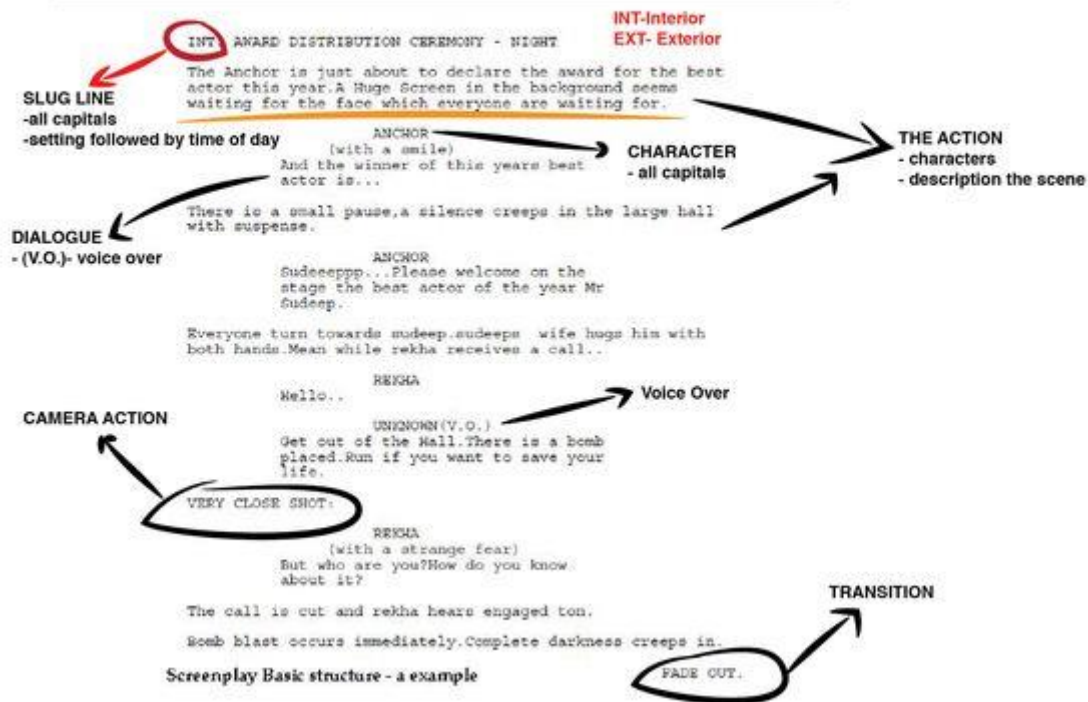 INT-Interior
EXT- Exterior
INT. AWARD DISTRIBUTION CEREMONY - NIGHT
The Anchor is just about to declare the award for the best
actor this year.A Huge Screen in the background seems
waiting for the face which everyone are waiting for.
SLUG LINE
-all capitals
-setting followed by time of day
ANCHOR
(with a smile)
And the winner of this years best
actor is...
CHARACTER
- all capitals
THE ACTION
- characters
- description the scene
There is a small pause,a silence creeps in the large hall
with suspense.
DIALOGUE
- (V.O.)- voice over
ANCHOR
Sudeeeppp...Please welcome on the
stage the best actor of the year Mr
Sudeep.
Everyone turn towards sudeep.sudeeps wife hugs him with
both hands.Mean while rekha receives a call..
REKHA
Hello..
Voice Over
CAMERA ACTION
UNKNOWN(V.O.)
Get out of the Hall.There is a bomb
placed.Run if you want to save your
life.
VERY CLOSE SHOT:
REKHA
(with a strange fear)
But who are you?How do you know
about it?
TRANSITION
The call is cut and rekha hears engaged ton.
Bomb blast occurs immediately.Complete darkness creeps in.
FADE OUT.
Screenplay Basic structure - a example